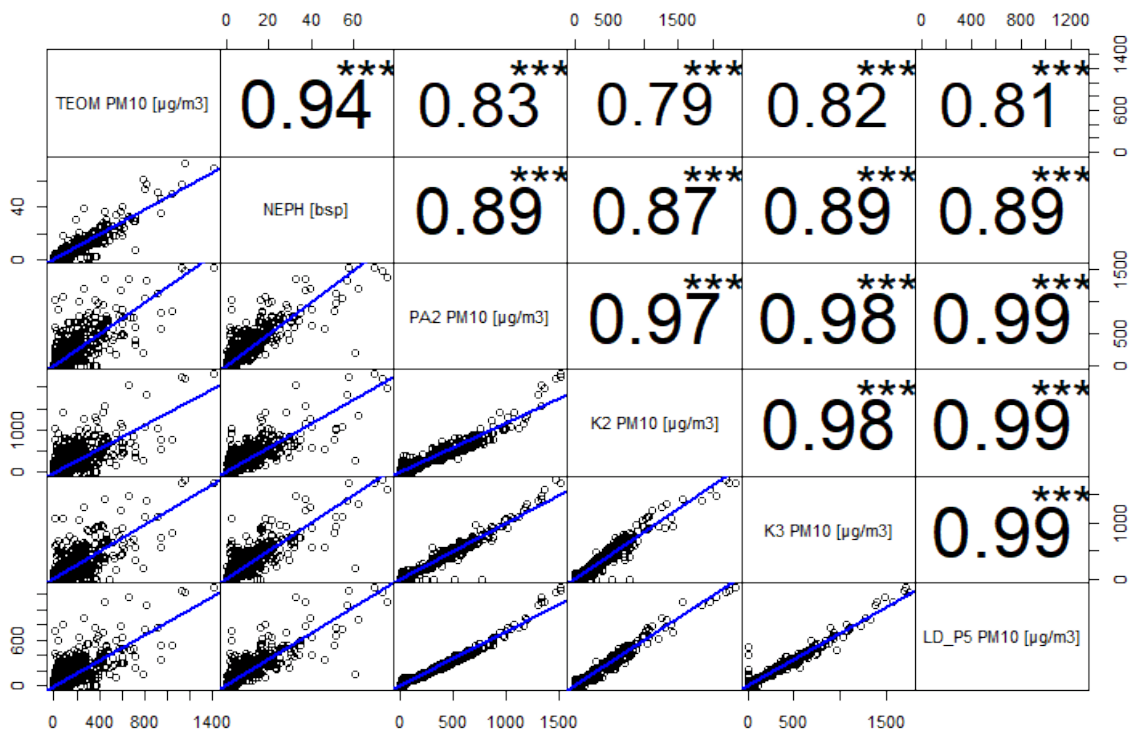 0 20 40 60 0 500 1500 0 400 800 1200
TEOM PM10 [µg/m3] 0.94 *** 0.83 *** 0.79 *** 0.82 *** 0.81 *** 0 600 1400
0 40 NEPH [bsp] 0.89 *** 0.87 *** 0.89 *** 0.89 ***
PA2 PM10 [µg/m3] 0.97 *** 0.98 *** 0.99 *** 0 500 1500
0 1000 K2 PM10 [µg/m3] 0.98 *** 0.99 ***
K3 PM10 [µg/m3] 0.99 *** 0 1000
0 600 LD_P5 PM10 [µg/m3]
0 400 800 1400 0 500 1000 1500 0 500 1500